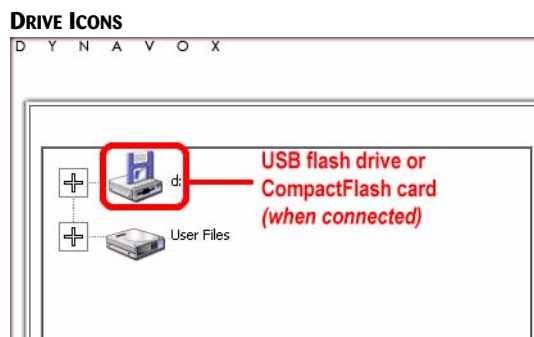 DRIVE ICONS
D Y N A V O X
d:
USB flash drive or
CompactFlash card
(when connected)
User Files